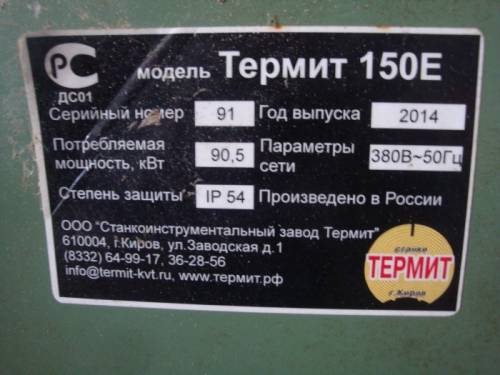 РС
ДС01
модель Термит 150Е
Серийный номер 91 Год выпуска 2014
Потребляемая мощность, кВт 90,5 Параметры сети 380В~50Гц
Степень защиты IP 54 Произведено в России
ООО "Станкоинструментальный завод Термит"
610004, г.Киров, ул.Заводская д.1
(8332) 64-99-17, 36-28-56
info@termit-kvt.ru, www.термит.рф
станки
ТЕРМИТ
г.Киров